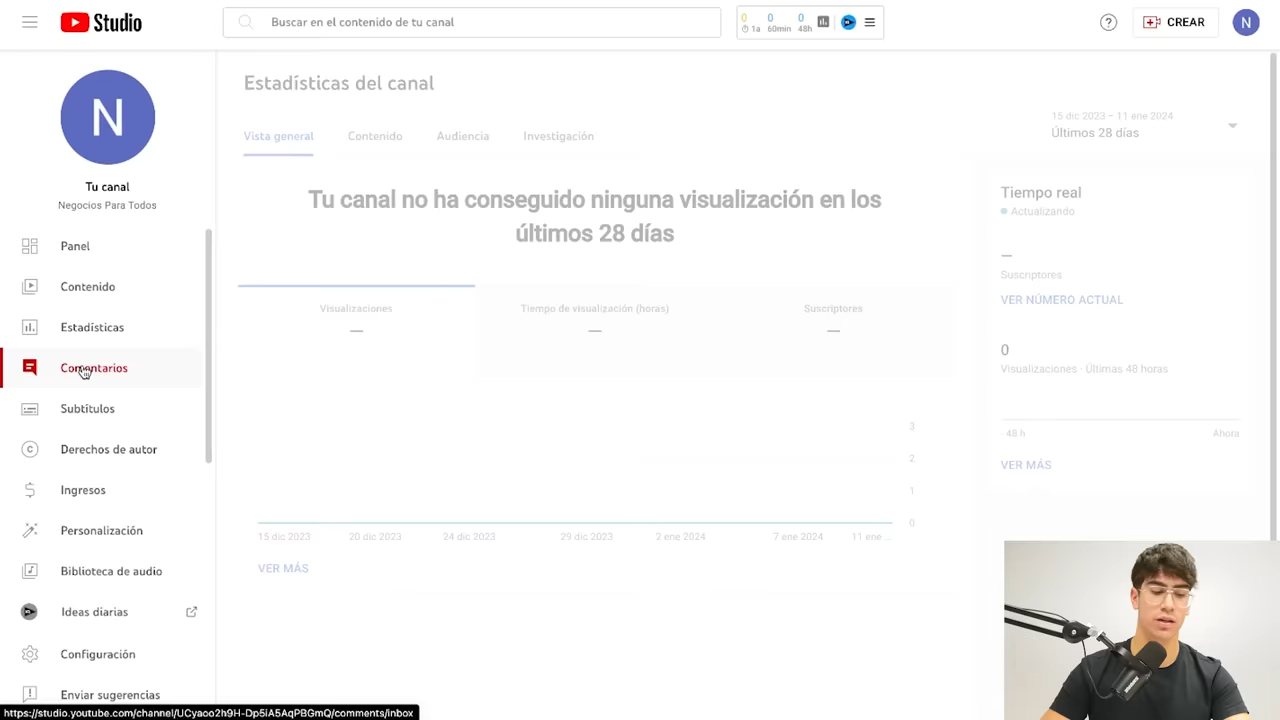 Studio
Buscar en el contenido de tu canal
0 0 0
1a 60min 48h
CREAR
N
N
Tu canal
Negocios Para Todos
Panel
Contenido
Estadísticas
Comentarios
Subtítulos
Derechos de autor
Ingresos
Personalización
Biblioteca de audio
Ideas diarias
Configuración
Enviar sugerencias
https://studio.youtube.com/channel/UCyaoo2h9H-Dp5IA5AqPBGmQ/comments/inbox
Estadísticas del canal
Vista general
Contenido
Audiencia
Investigación
15 dic 2023 – 11 ene 2024
Últimos 28 días
Tu canal no ha conseguido ninguna visualización en los
últimos 28 días
Visualizaciones
—
Tiempo de visualización (horas)
—
Suscriptores
—
3
2
1
0
15 dic 2023
20 dic 2023
24 dic 2023
29 dic 2023
2 ene 2024
7 ene 2024
11 ene ...
VER MÁS
Tiempo real
Actualizando
—
Suscriptores
VER NÚMERO ACTUAL
0
Visualizaciones · Últimas 48 horas
- 48 h
Ahora
VER MÁS